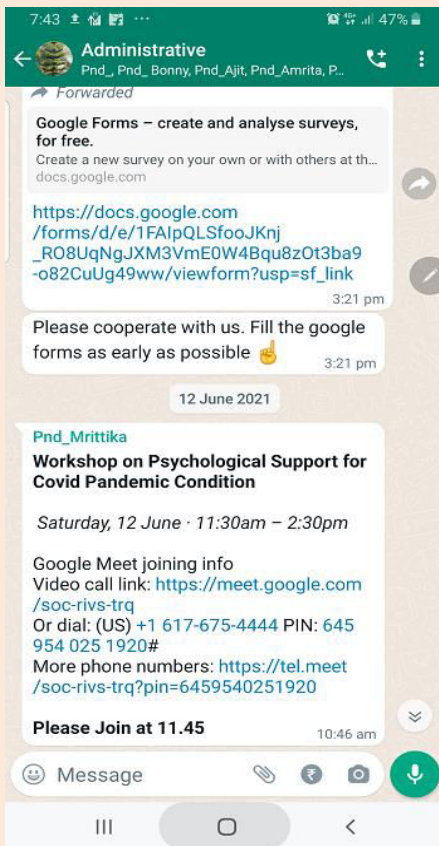 7:43
47%
Administrative
Pnd_, Pnd_ Bonny, Pnd_Ajit, Pnd_Amrita, P...
Forwarded
Google Forms – create and analyse surveys,
for free.
Create a new survey on your own or with others at th...
docs.google.com
https://docs.google.com
/forms/d/e/1FAIpQLSfooJKnj
_RO8UqNgJXM3VmE0W4Bqu8zOt3ba9
-o82CuUg49ww/viewform?usp=sf_link
3:21 pm
Please cooperate with us. Fill the google
forms as early as possible ☝
3:21 pm
12 June 2021
Pnd_Mrittika
Workshop on Psychological Support for
Covid Pandemic Condition
Saturday, 12 June · 11:30am – 2:30pm
Google Meet joining info
Video call link: https://meet.google.com
/soc-rivs-trq
Or dial: (US) +1 617-675-4444 PIN: 645
954 025 1920#
More phone numbers: https://tel.meet
/soc-rivs-trq?pin=6459540251920
Please Join at 11.45
10:46 am
Message